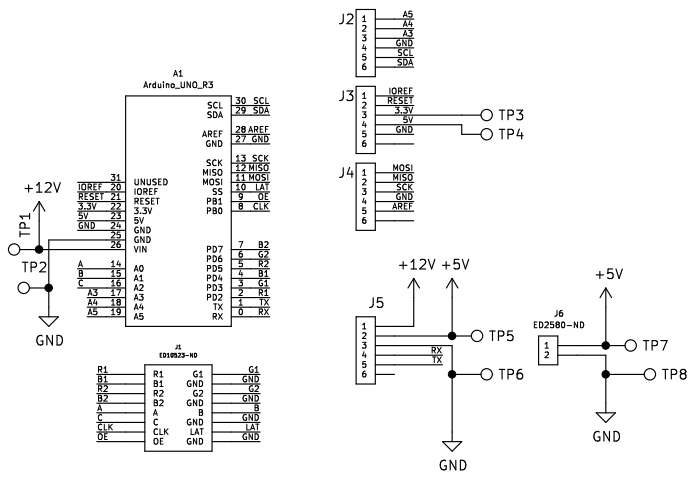 A1
Arduino_UNO_R3
30 SCL
SCL
29 SDA
SDA
28 AREF
AREF
27 GND
GND
13 SCK
SCK
12 MISO
MISO
11 MOSI
MOSI
10 LAT
SS
9 OE
PB1
8 CLK
PB0
31
UNUSED
IOREF 20
IOREF
RESET 21
RESET
3.3V 22
3.3V
5V 23
5V
GND 24
GND
25
GND
26
VIN
7 B2
PD7
6 G2
PD6
5 R2
PD5
4 B1
PD4
3 G1
PD3
2 R1
PD2
1 TX
TX
0 RX
RX
A 14
A0
B 15
A1
C 16
A2
A3 17
A3
A4 18
A4
A5 19
A5
+12V
TP1
TP2
GND
J1
ED10523-ND
R1 R1 G1 G1
B1 B1 GND GND
R2 R2 G2 G2
B2 B2 GND GND
A A B B
C C GND GND
CLK CLK LAT LAT
OE OE GND GND
J2
1 A5
2 A4
3 A3
4 GND
5 SCL
6 SDA
J3
1 IOREF
2 RESET
3 3.3V
4 5V
5 GND
6
TP3
TP4
J4
1 MOSI
2 MISO
3 SCK
4 GND
5 AREF
6
+12V +5V
J5
1
2
3
4 RX
5 TX
6
TP5
TP6
GND
+5V
J6
ED2580-ND
1
2
TP7
TP8
GND